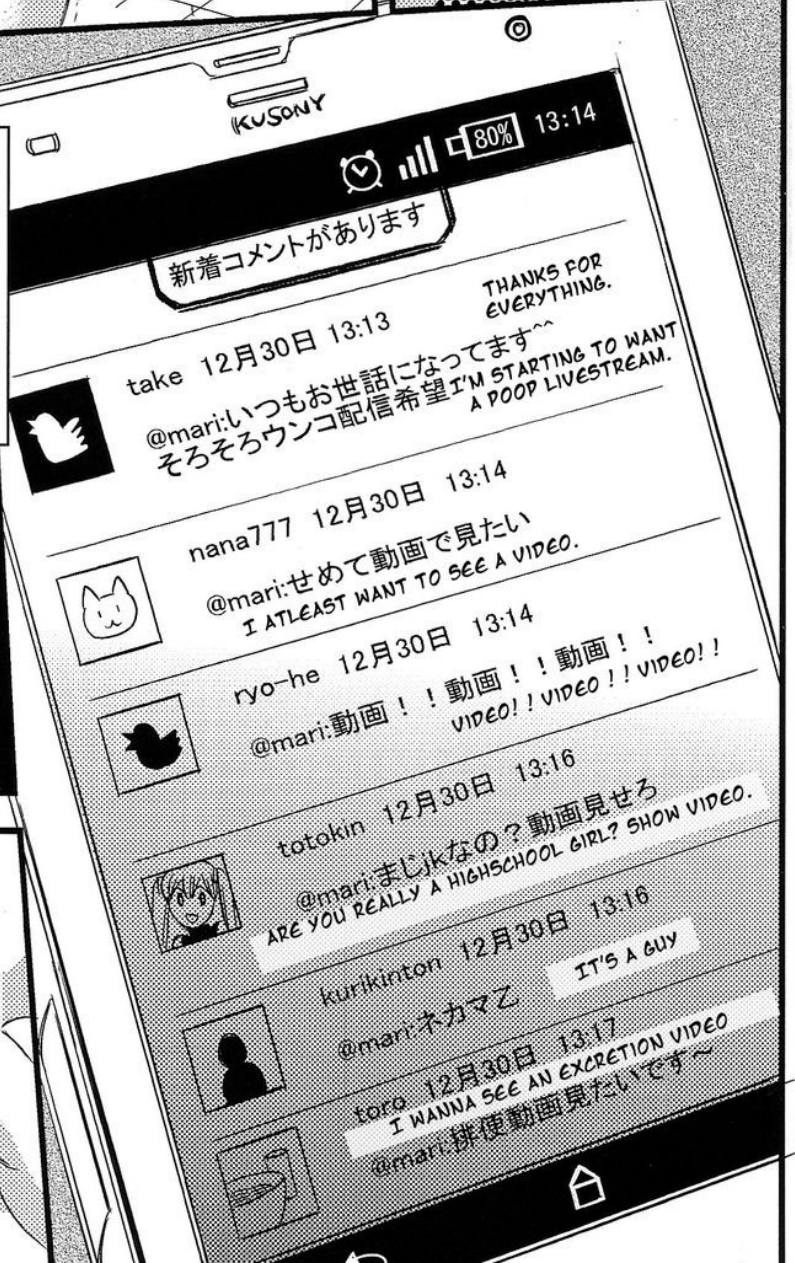 KUSONY
80% 13:14
新着コメントがあります
take 12月30日 13:13
THANKS FOR
EVERYTHING.
@mari:いつもお世話になってます^^
そろそろウンコ配信希望
I'M STARTING TO WANT
A POOP LIVESTREAM.
nana777 12月30日 13:14
@mari:せめて動画で見たい
I ATLEAST WANT TO SEE A VIDEO.
ryo-he 12月30日 13:14
@mari:動画！！動画！！動画！！
VIDEO!! VIDEO!! VIDEO!!
totokin 12月30日 13:16
@mari:まじjkなの？動画見せろ
ARE YOU REALLY A HIGHSCHOOL GIRL? SHOW VIDEO.
kurikinton 12月30日 13:16
@mari:ネカマ乙
IT'S A GUY
toro 12月30日 13:17
I WANNA SEE AN EXCRETION VIDEO
@mari:排便動画見たいです～